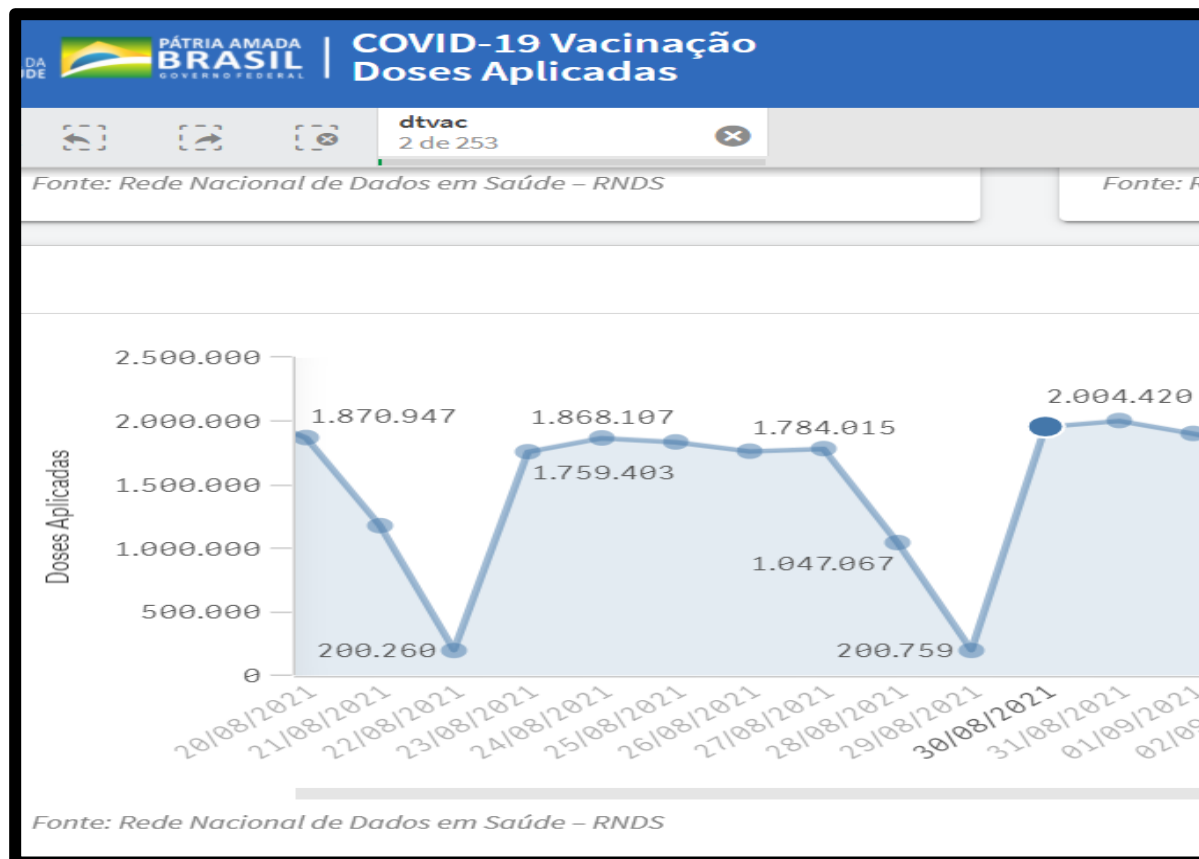 DA
PÁTRIA AMADA
BRASIL
GOVERNO FEDERAL
COVID-19 Vacinação
Doses Aplicadas
dtvac
2 de 253
Fonte: Rede Nacional de Dados em Saúde – RNDS
Fonte:
Doses Aplicadas
2.500.000
2.000.000
1.500.000
1.000.000
500.000
0
1.870.947
200.260
1.759.403
1.868.107
1.784.015
1.047.067
200.759
2.004.420
20/08/2021
21/08/2021
22/08/2021
23/08/2021
24/08/2021
25/08/2021
26/08/2021
27/08/2021
28/08/2021
29/08/2021
30/08/2021
31/08/2021
01/09/2021
02/09
Fonte: Rede Nacional de Dados em Saúde – RNDS